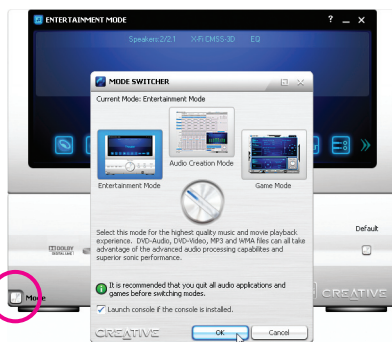 ENTERTAINMENT MODE
Speakers:2/2.1 X-Fi CMSS-3D EQ
MODE SWITCHER
Current Mode: Entertainment Mode
Audio Creation Mode
Entertainment Mode
Game Mode
Select this mode for the highest quality music and movie playback
experience. DVD-Audio, DVD-Video, MP3 and WMA files can all take
advantage of the advanced audio processing capabilites and
superior sonic performance.
Default
DOLBY
DIGITAL LIVE
It is recommended that you quit all audio applications and
games before switching modes.
Mode
CREATIVE
Launch console if the console is installed.
CREATIVE
OK
Cancel